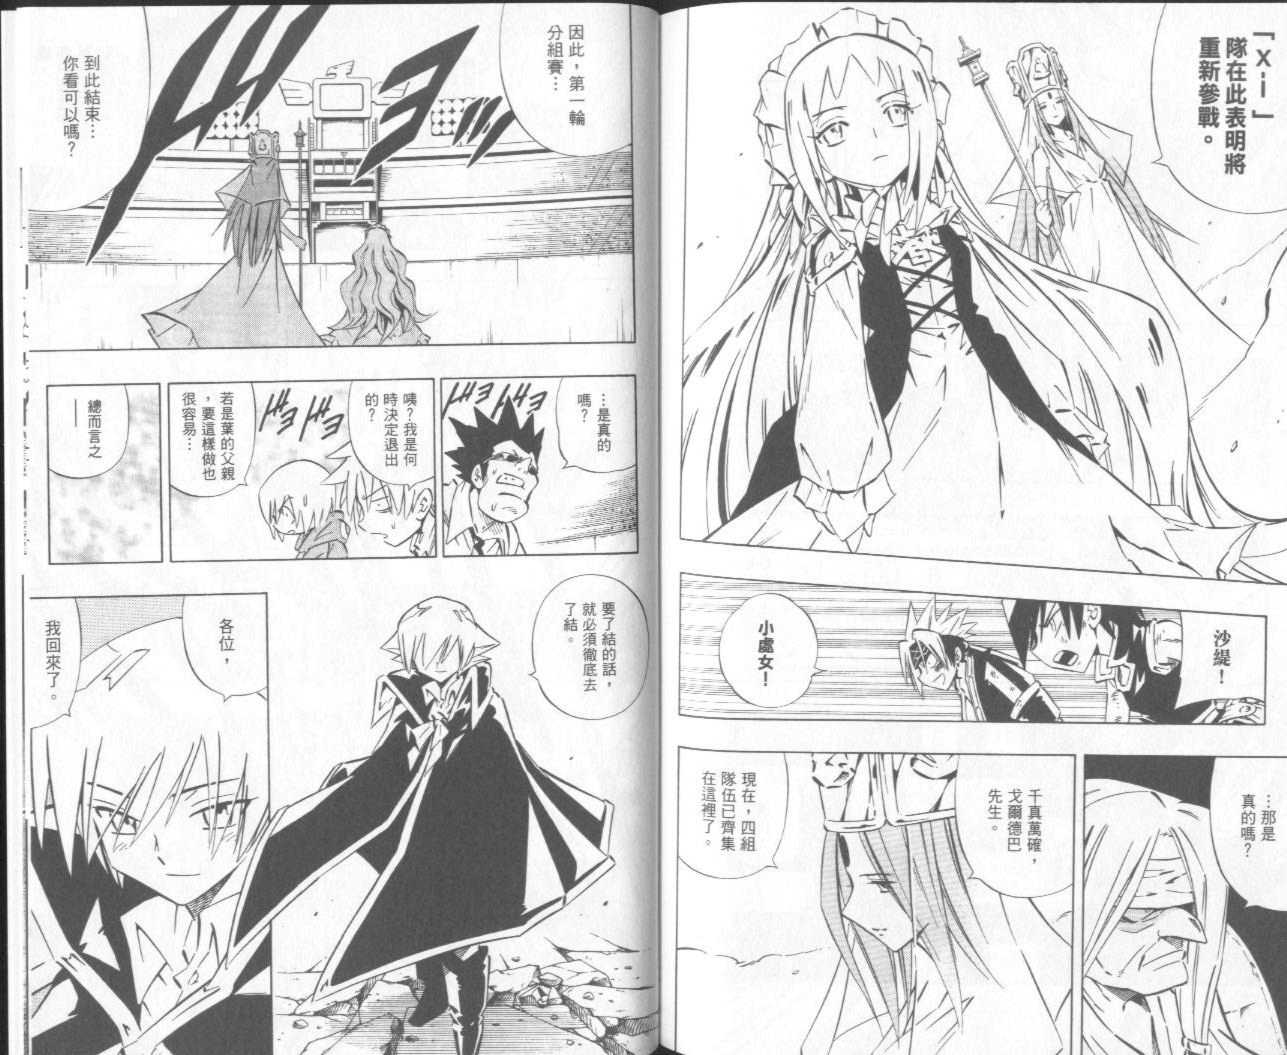 「X-I」
隊在此表明將
重新參戰。
沙緹！
小處女！
…那是
真的嗎？
千真萬確，
戈爾德巴
先生。
現在，四組
隊伍已齊集
在這裡了。
因此，第一輪
分組賽…
到此結束…
你看可以嗎？
…是真的
嗎？
咦？我是何
時決定退出
的？
若是葉的父親
，要這樣做也
很容易…
總而言之
——
要了結的話，
就必須徹底去
了結。
各位，
我回來了。